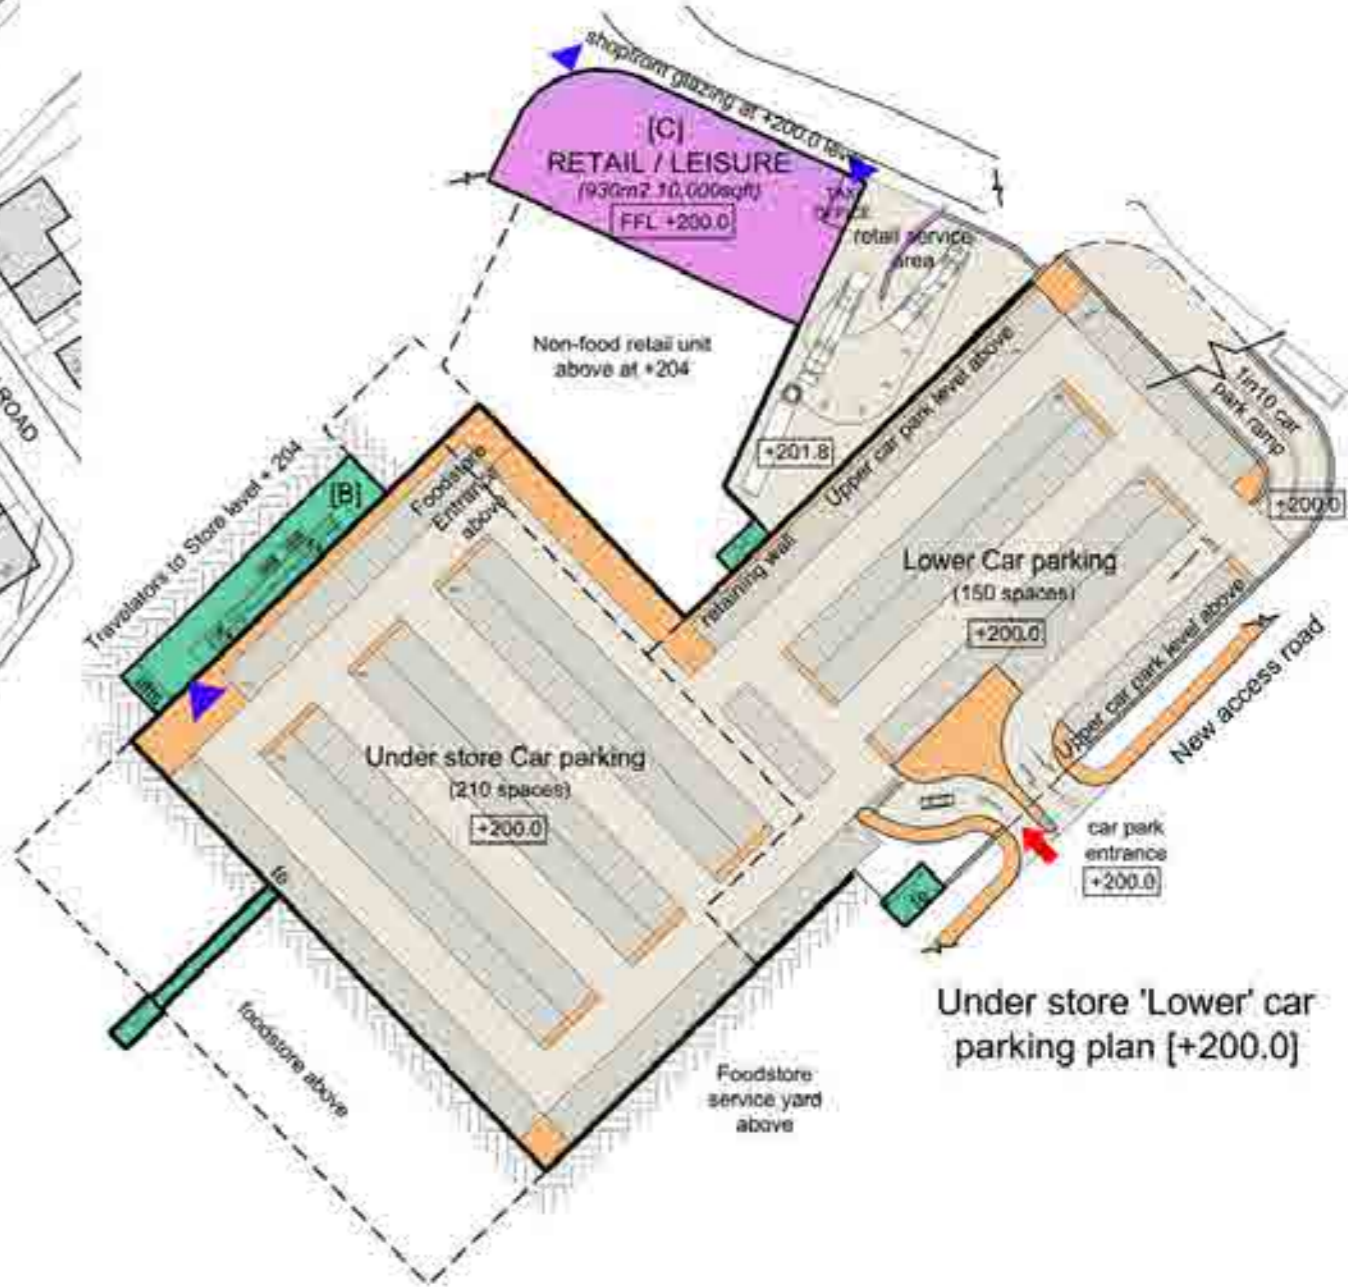 shopfront glazing at +200.0 level
[C]
RETAIL / LEISURE
(930m2 10,000sqft)
FFL +200.0
TAXI
OFFICE
retail service
area
ROAD
Non-food retail unit
above at +204
+201.8
Upper car park level above
1in10 car
park ramp
+200.0
Travelators to Store level + 204
[B]
lifts
Foodstore
Entrance
above
retaining wall
Lower Car parking
(150 spaces)
+200.0
Upper car park level above
New access road
Under store Car parking
(210 spaces)
+200.0
car park
entrance
+200.0
fe
foodstore above
Foodstore
service yard
above
Under store 'Lower' car
parking plan [+200.0]